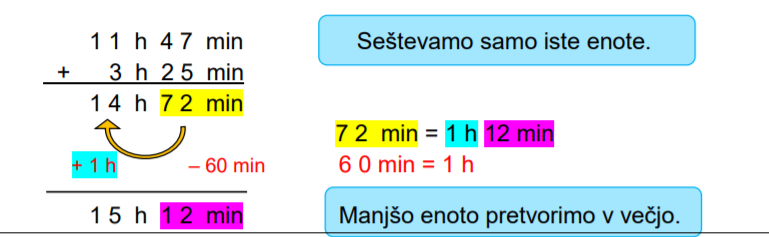 11 h 47 min
+ 3 h 25 min
14 h 72 min
+ 1 h – 60 min
15 h 12 min
Seštevamo samo iste enote.
72 min = 1 h 12 min
60 min = 1 h
Manjšo enoto pretvorimo v večjo.